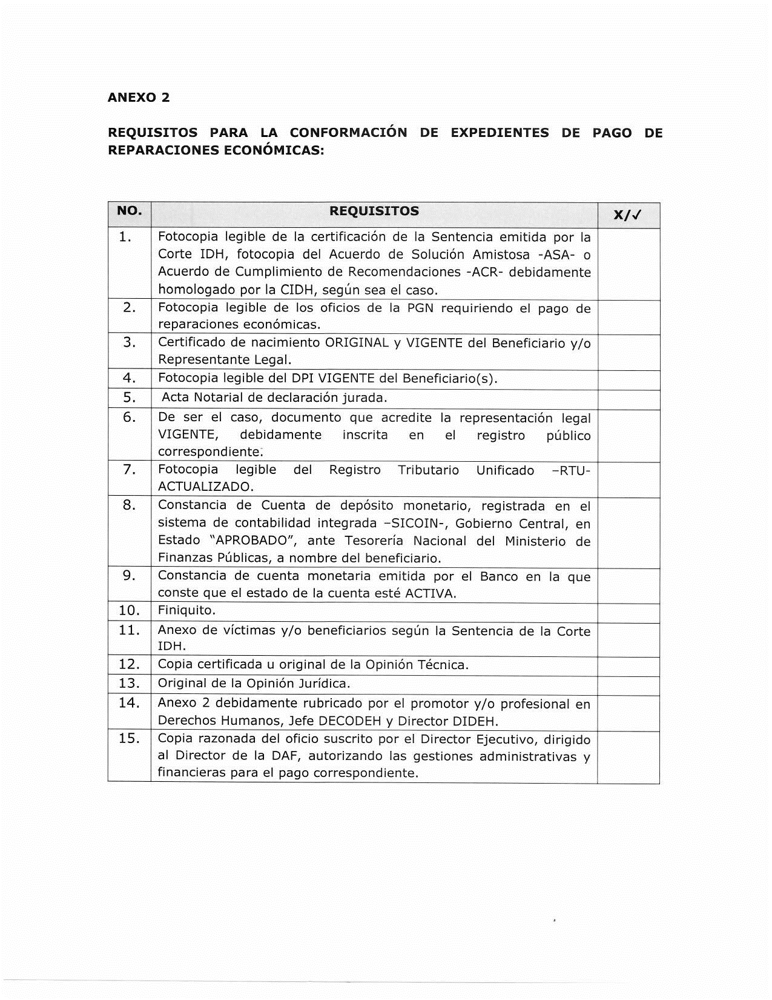 ANEXO 2
REQUISITOS PARA LA CONFORMACIÓN DE EXPEDIENTES DE PAGO DE
REPARACIONES ECONÓMICAS:
NO. REQUISITOS X/✓
1. Fotocopia legible de la certificación de la Sentencia emitida por la
Corte IDH, fotocopia del Acuerdo de Solución Amistosa -ASA- o
Acuerdo de Cumplimiento de Recomendaciones -ACR- debidamente
homologado por la CIDH, según sea el caso.
2. Fotocopia legible de los oficios de la PGN requiriendo el pago de
reparaciones económicas.
3. Certificado de nacimiento ORIGINAL y VIGENTE del Beneficiario y/o
Representante Legal.
4. Fotocopia legible del DPI VIGENTE del Beneficiario(s).
5. Acta Notarial de declaración jurada.
6. De ser el caso, documento que acredite la representación legal
VIGENTE, debidamente inscrita en el registro público
correspondiente.
7. Fotocopia legible del Registro Tributario Unificado –RTU-
ACTUALIZADO.
8. Constancia de Cuenta de depósito monetario, registrada en el
sistema de contabilidad integrada –SICOIN-, Gobierno Central, en
Estado "APROBADO", ante Tesorería Nacional del Ministerio de
Finanzas Públicas, a nombre del beneficiario.
9. Constancia de cuenta monetaria emitida por el Banco en la que
conste que el estado de la cuenta esté ACTIVA.
10. Finiquito.
11. Anexo de víctimas y/o beneficiarios según la Sentencia de la Corte
IDH.
12. Copia certificada u original de la Opinión Técnica.
13. Original de la Opinión Jurídica.
14. Anexo 2 debidamente rubricado por el promotor y/o profesional en
Derechos Humanos, Jefe DECODEH y Director DIDEH.
15. Copia razonada del oficio suscrito por el Director Ejecutivo, dirigido
al Director de la DAF, autorizando las gestiones administrativas y
financieras para el pago correspondiente.